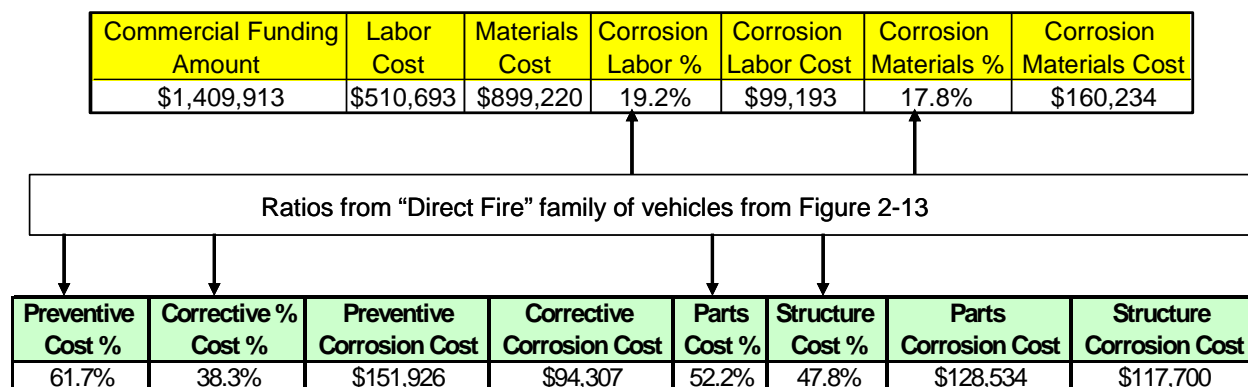 Commercial Funding Labor Materials Corrosion Corrosion Corrosion Corrosion
Amount Cost Cost Labor % Labor Cost Materials % Materials Cost
$1,409,913 $510,693 $899,220 19.2% $99,193 17.8% $160,234
Ratios from “Direct Fire” family of vehicles from Figure 2-13
Preventive Corrective % Preventive Corrective Parts Structure Parts Structure
Cost % Cost % Corrosion Cost Corrosion Cost Cost % Cost % Corrosion Cost Corrosion Cost
61.7% 38.3% $151,926 $94,307 52.2% 47.8% $128,534 $117,700